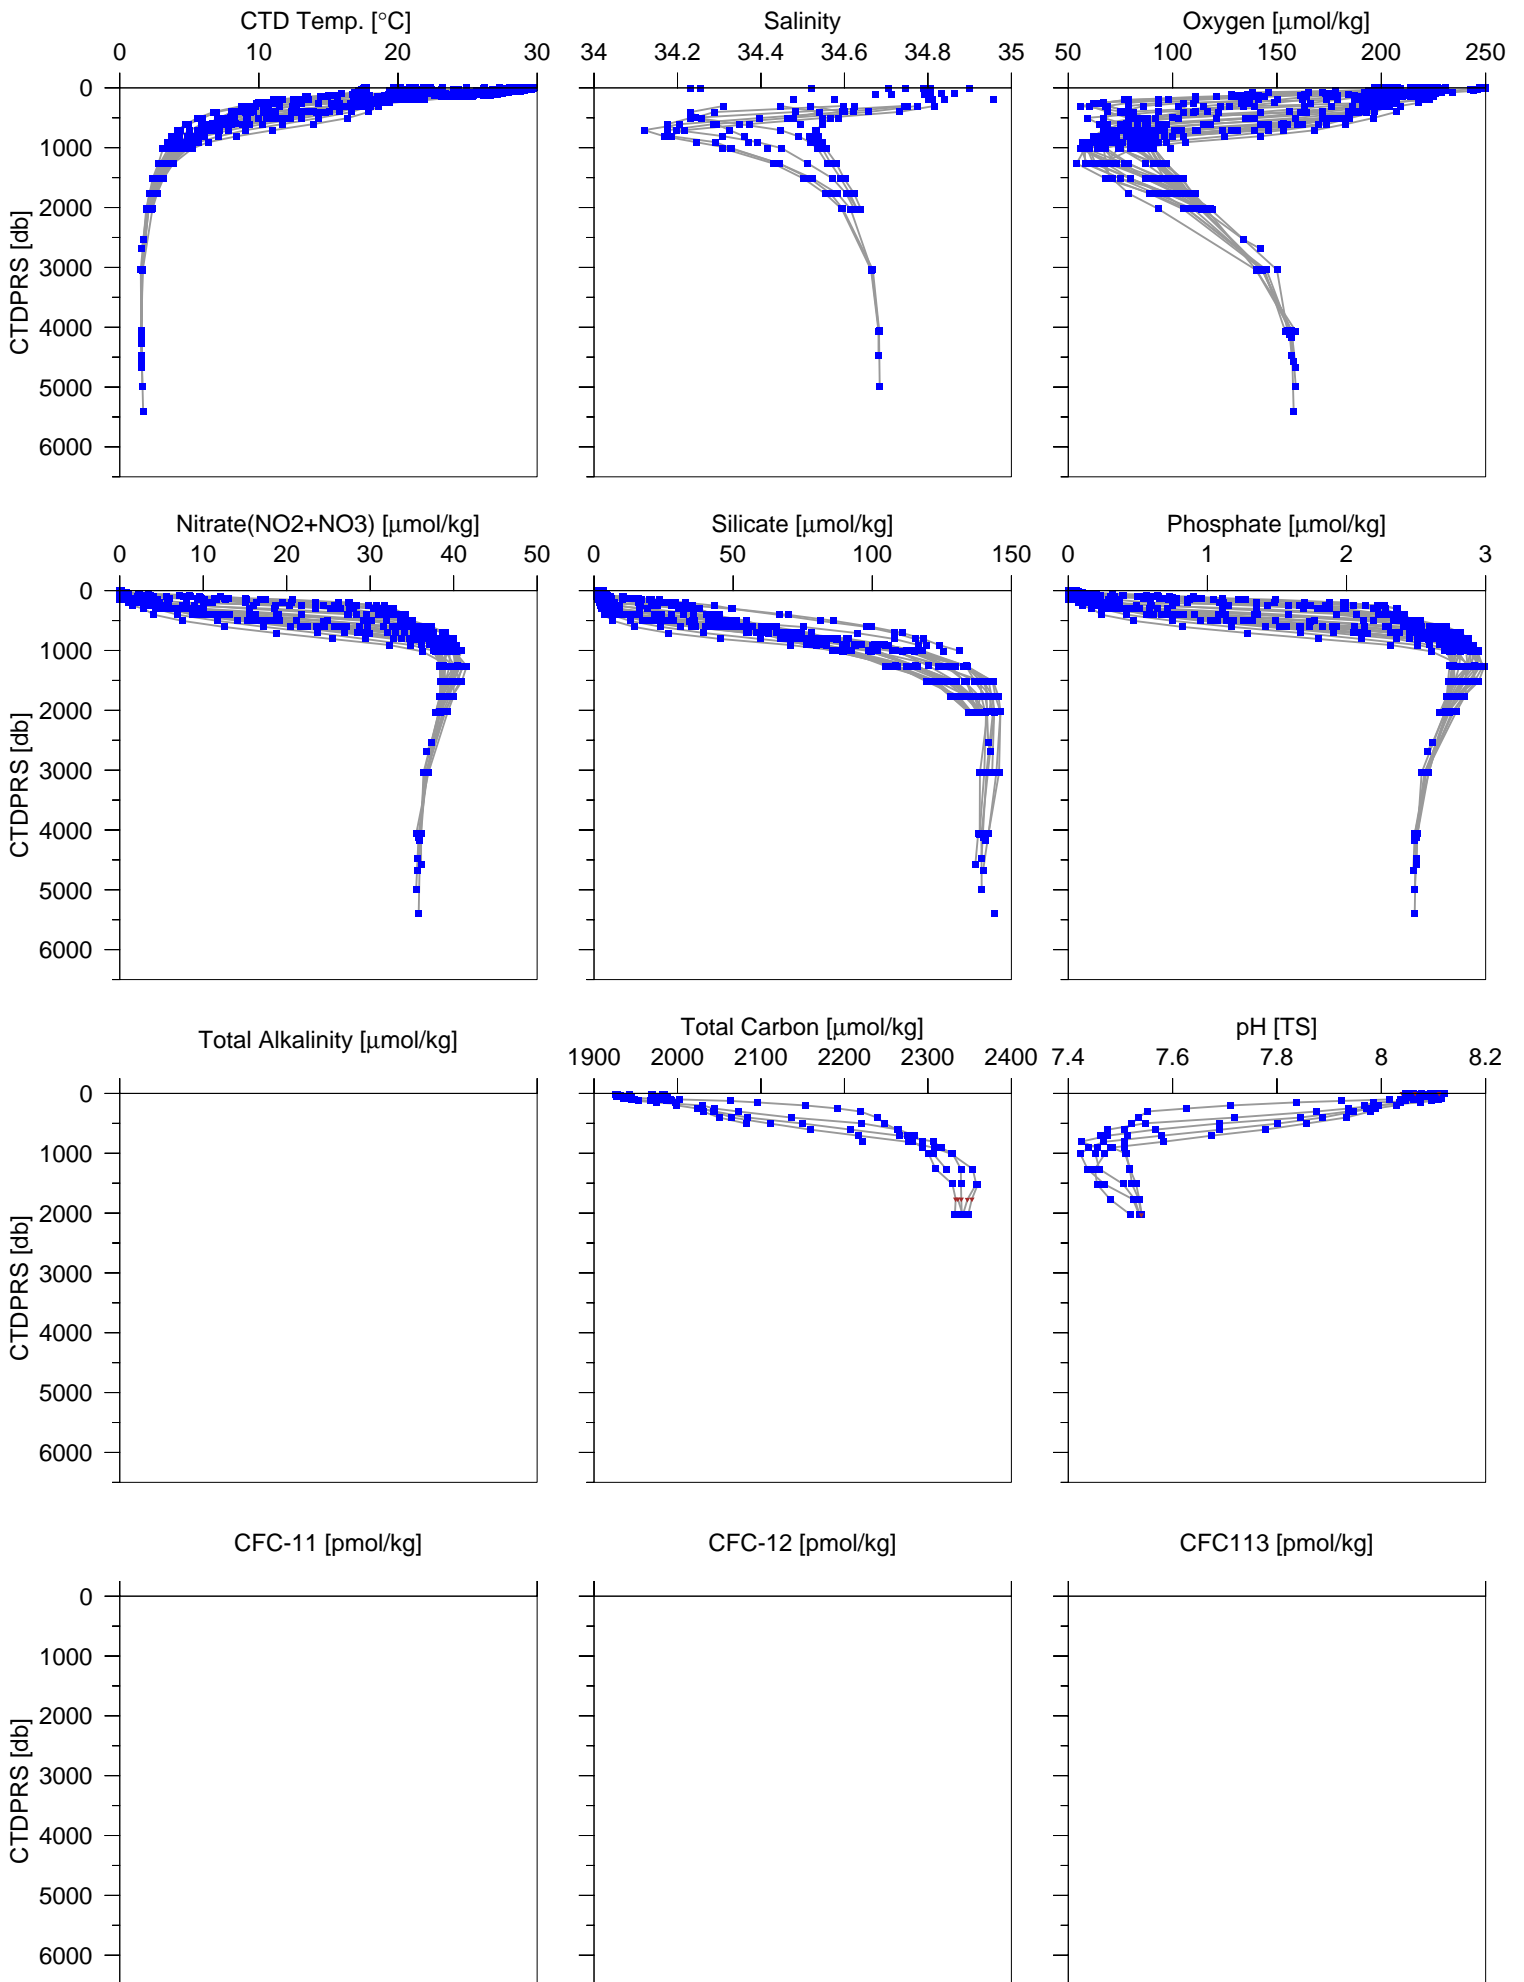 CTD Temp. [°C] Salinity Oxygen [μmol/kg]
0 10 20 30 34 34.2 34.4 34.6 34.8 35 50 100 150 200 250
0
1000
2000
3000
4000
5000
6000
CTDPRS [db]
Nitrate(NO2+NO3) [μmol/kg] Silicate [μmol/kg] Phosphate [μmol/kg]
0 10 20 30 40 50 0 50 100 150 0 1 2 3
0
1000
2000
3000
4000
5000
6000
CTDPRS [db]
Total Alkalinity [μmol/kg] Total Carbon [μmol/kg] pH [TS]
1900 2000 2100 2200 2300 2400 7.4 7.6 7.8 8 8.2
0
1000
2000
3000
4000
5000
6000
CTDPRS [db]
CFC-11 [pmol/kg] CFC-12 [pmol/kg] CFC113 [pmol/kg]
0
1000
2000
3000
4000
5000
6000
CTDPRS [db]